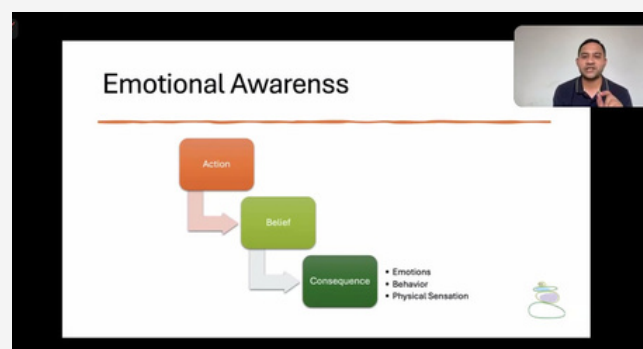 Emotional Awarenss
Action
Belief
Consequence
• Emotions
• Behavior
• Physical Sensation